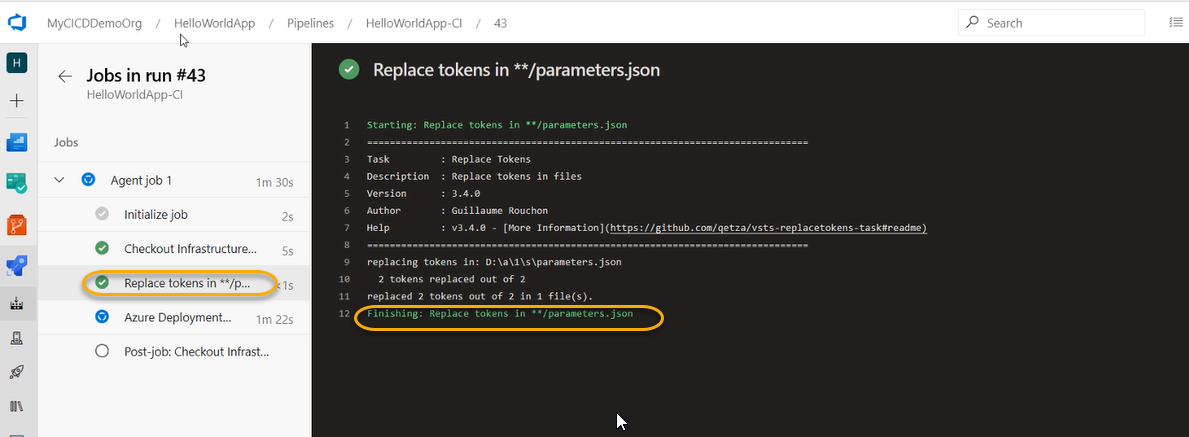 MyCICDDemoOrg / HelloWorldApp / Pipelines / HelloWorldApp-CI / 43
Search
H
Jobs in run #43
HelloWorldApp-CI
Jobs
Agent job 1 1m 30s
Initialize job 2s
Checkout Infrastructure... 5s
Replace tokens in **/p... <1s
Azure Deployment... 1m 22s
Post-job: Checkout Infrast...
Replace tokens in **/parameters.json
1 Starting: Replace tokens in **/parameters.json
2 ==============================================================================
3 Task : Replace Tokens
4 Description : Replace tokens in files
5 Version : 3.4.0
6 Author : Guillaume Rouchon
7 Help : v3.4.0 - [More Information](https://github.com/qetza/vsts-replacetokens-task#readme)
8 ==============================================================================
9 replacing tokens in: D:\a\1\s\parameters.json
10 2 tokens replaced out of 2
11 replaced 2 tokens out of 2 in 1 file(s).
12 Finishing: Replace tokens in **/parameters.json